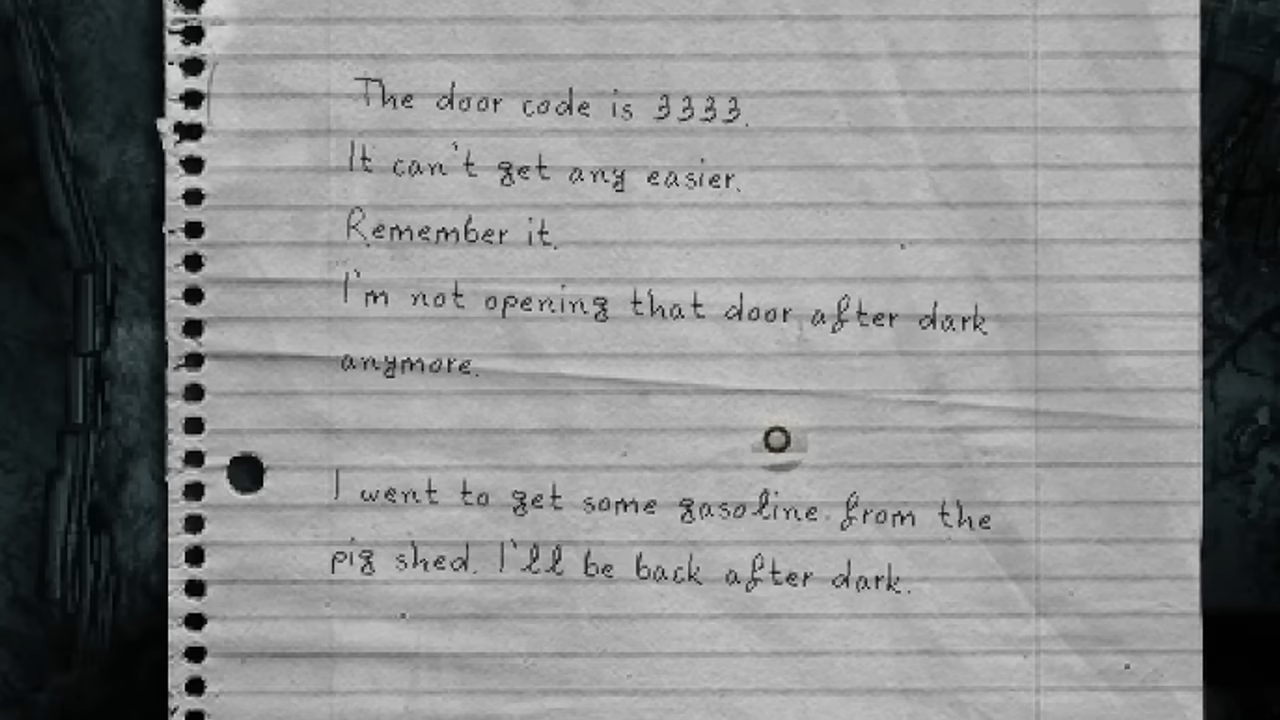 The door code is 3333.
It can't get any easier.
Remember it.
I'm not opening that door after dark
anymore.
I went to get some gasoline from the
pig shed. I'll be back after dark.